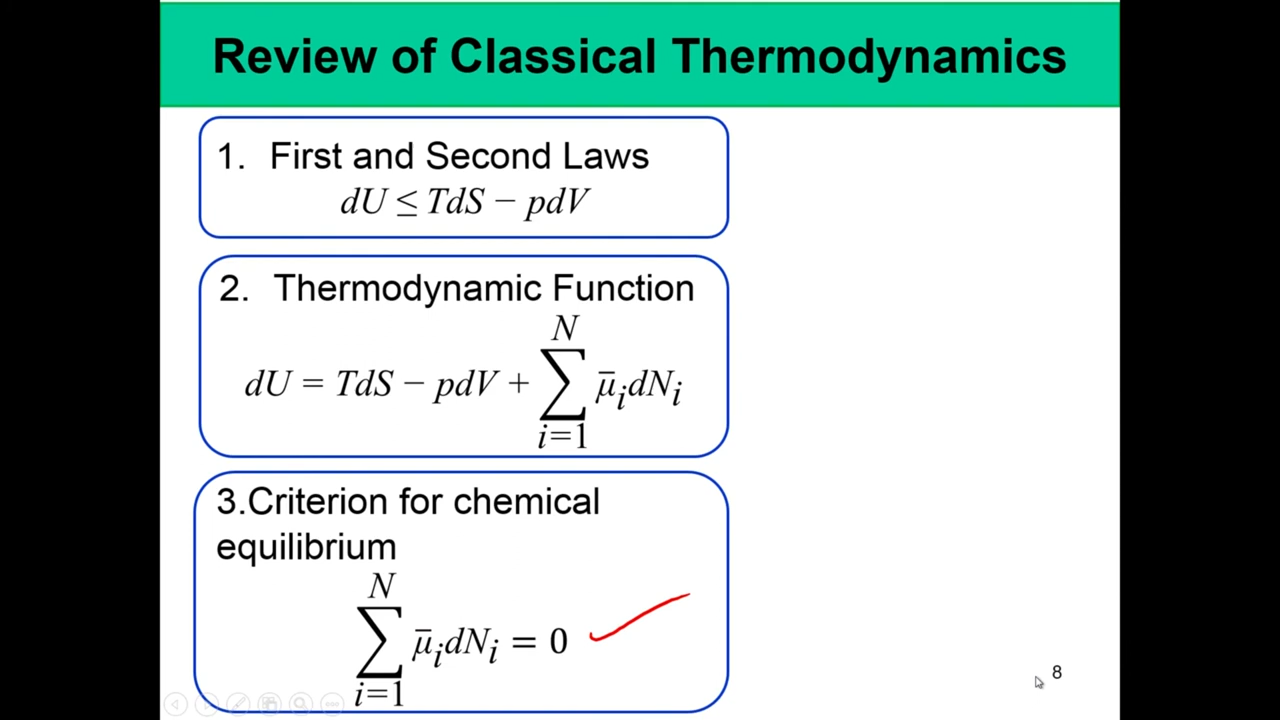 Review of Classical Thermodynamics
1. First and Second Laws
dU ≤ TdS − pdV
2. Thermodynamic Function
N
dU = TdS − pdV + ∑ μ̄ᵢdNᵢ
i=1
3.Criterion for chemical
equilibrium
N
∑ μ̄ᵢdNᵢ = 0
i=1
8